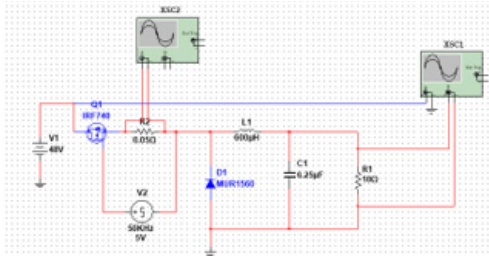 XSC2
XSC1
Q1
IRF740
R2
0.05Ω
L1
600µH
V1
48V
D1
MUR1560
C1
6.25µF
R1
10Ω
V2
50KHz
5V